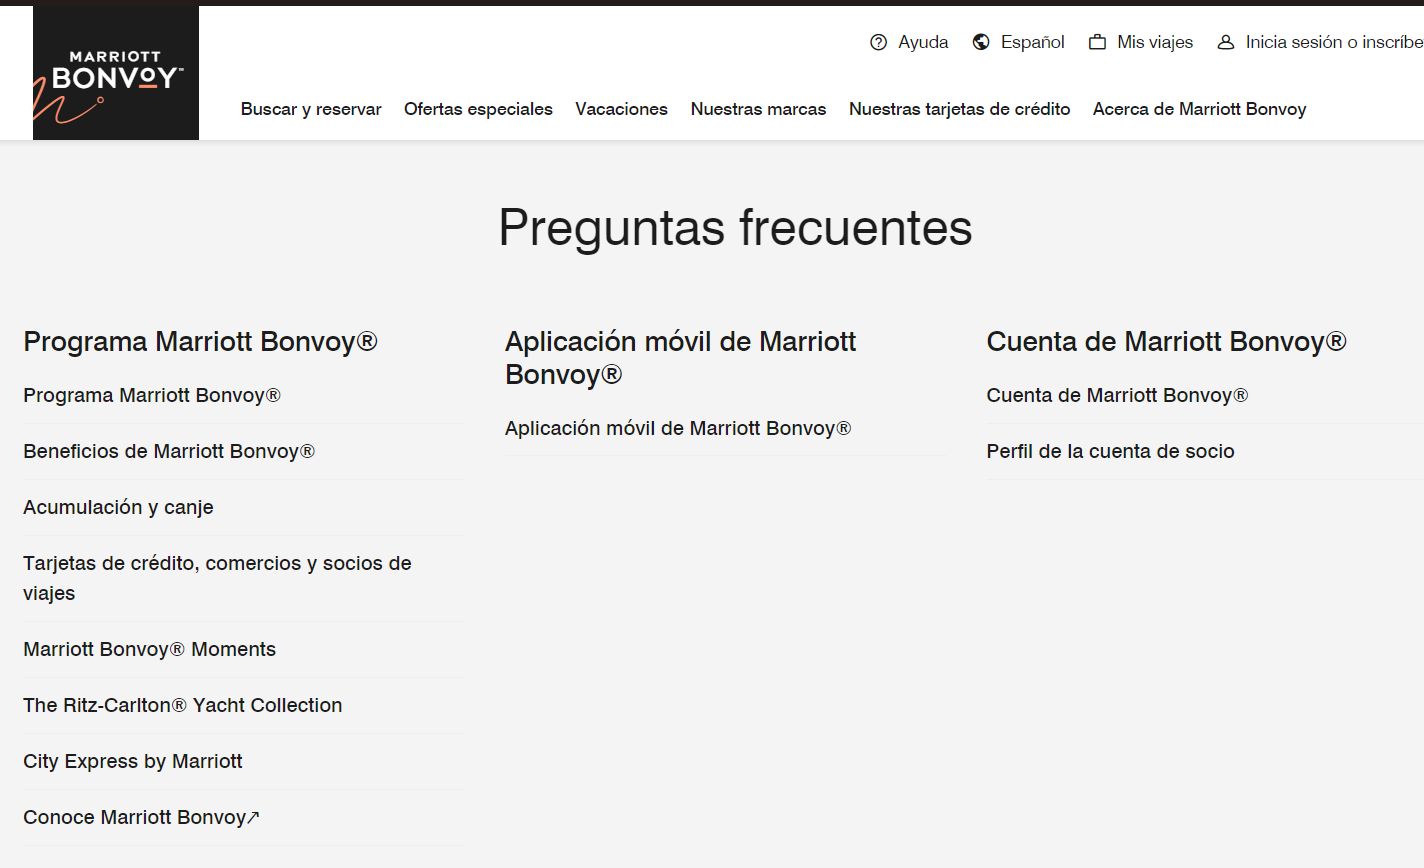 MARRIOTT
BONVOY™
Ayuda Español Mis viajes Inicia sesión o inscríbe
Buscar y reservar Ofertas especiales Vacaciones Nuestras marcas Nuestras tarjetas de crédito Acerca de Marriott Bonvoy
Preguntas frecuentes
Programa Marriott Bonvoy®
Programa Marriott Bonvoy®
Beneficios de Marriott Bonvoy®
Acumulación y canje
Tarjetas de crédito, comercios y socios de
viajes
Marriott Bonvoy® Moments
The Ritz-Carlton® Yacht Collection
City Express by Marriott
Conoce Marriott Bonvoy↗
Aplicación móvil de Marriott
Bonvoy®
Aplicación móvil de Marriott Bonvoy®
Cuenta de Marriott Bonvoy®
Cuenta de Marriott Bonvoy®
Perfil de la cuenta de socio